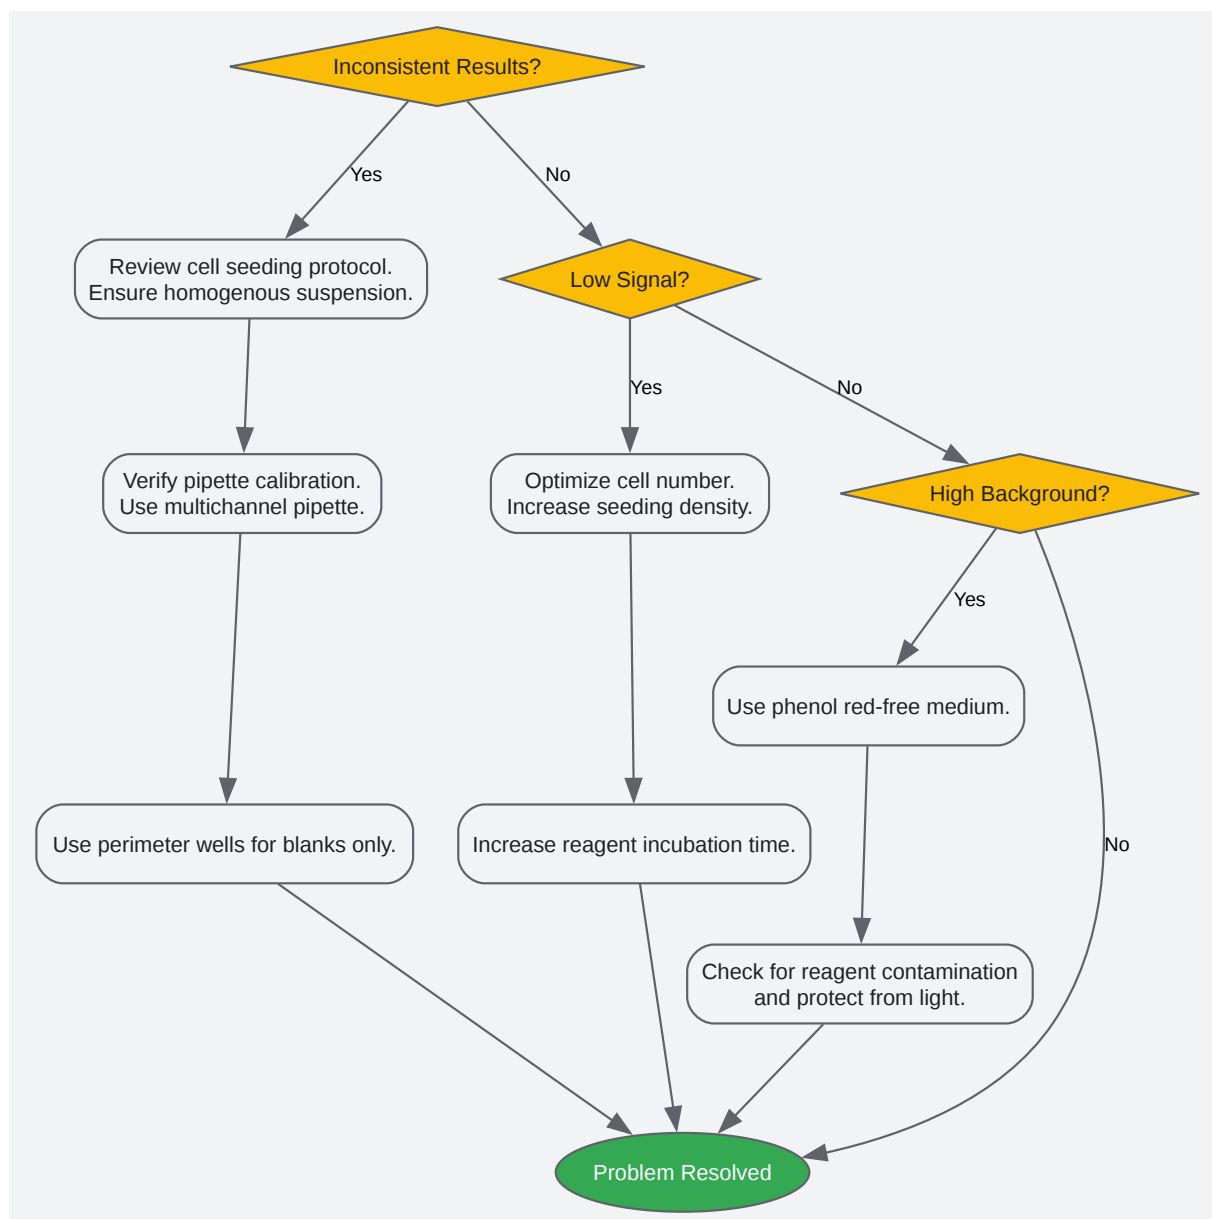 Inconsistent Results?
Yes
No
Review cell seeding protocol.
Ensure homogenous suspension.
Low Signal?
Yes
No
Verify pipette calibration.
Use multichannel pipette.
Optimize cell number.
Increase seeding density.
High Background?
Yes
Use phenol red-free medium.
Use perimeter wells for blanks only.
Increase reagent incubation time.
No
Check for reagent contamination
and protect from light.
Problem Resolved